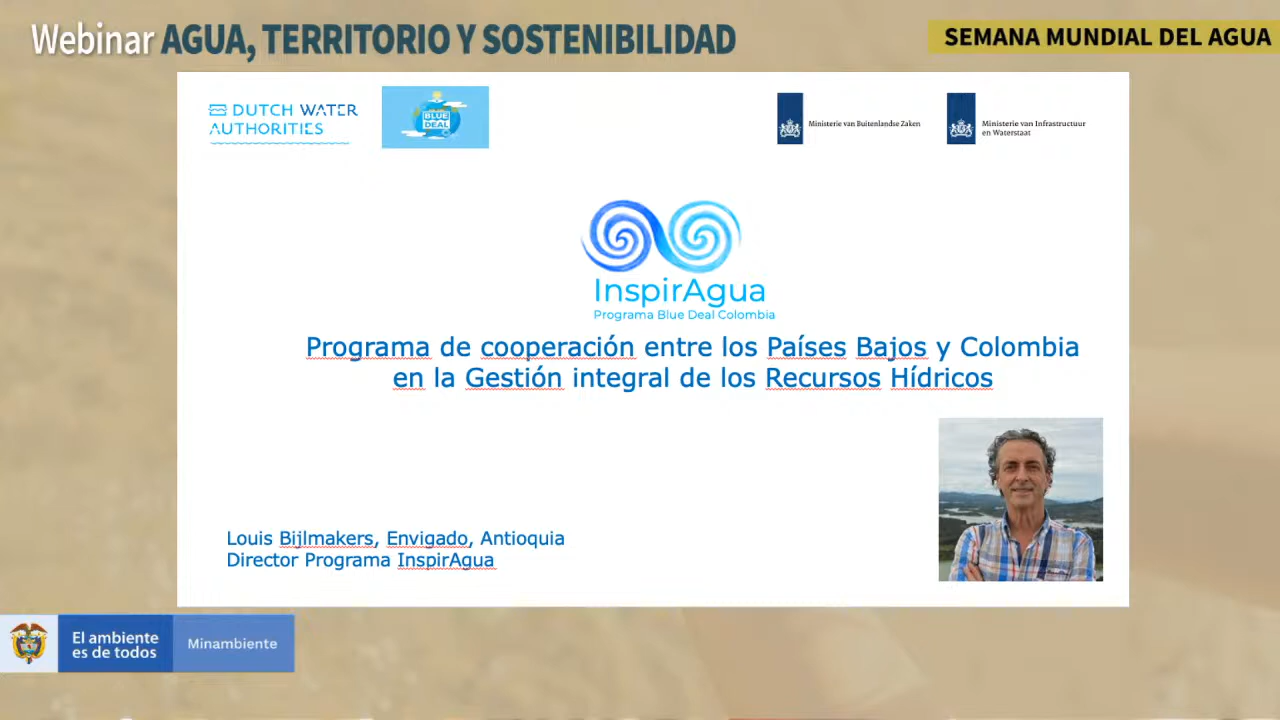 Webinar AGUA, TERRITORIO Y SOSTENIBILIDAD
SEMANA MUNDIAL DEL AGUA
DUTCH WATER
AUTHORITIES
BLUE
DEAL
Ministerie van Buitenlandse Zaken
Ministerie van Infrastructuur
en Waterstaat
InspirAgua
Programa Blue Deal Colombia
Programa de cooperación entre los Países Bajos y Colombia
en la Gestión integral de los Recursos Hídricos
Louis Bijlmakers, Envigado, Antioquia
Director Programa InspirAgua
El ambiente
es de todos
Minambiente